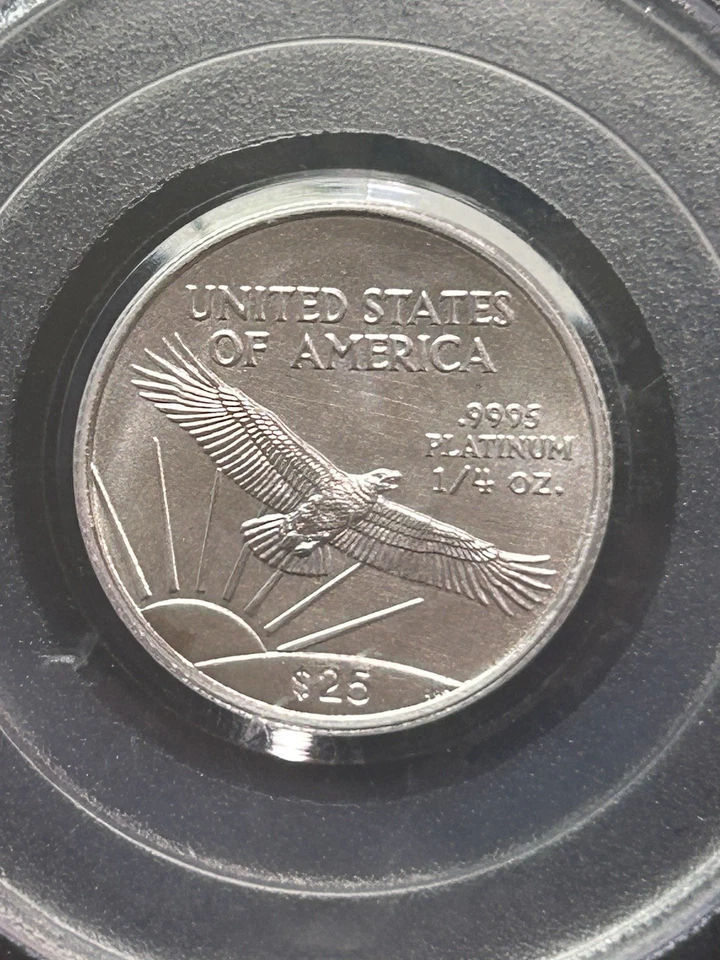 UNITED STATES
OF AMERICA
.9995
PLATINUM
1/4 OZ.
$25